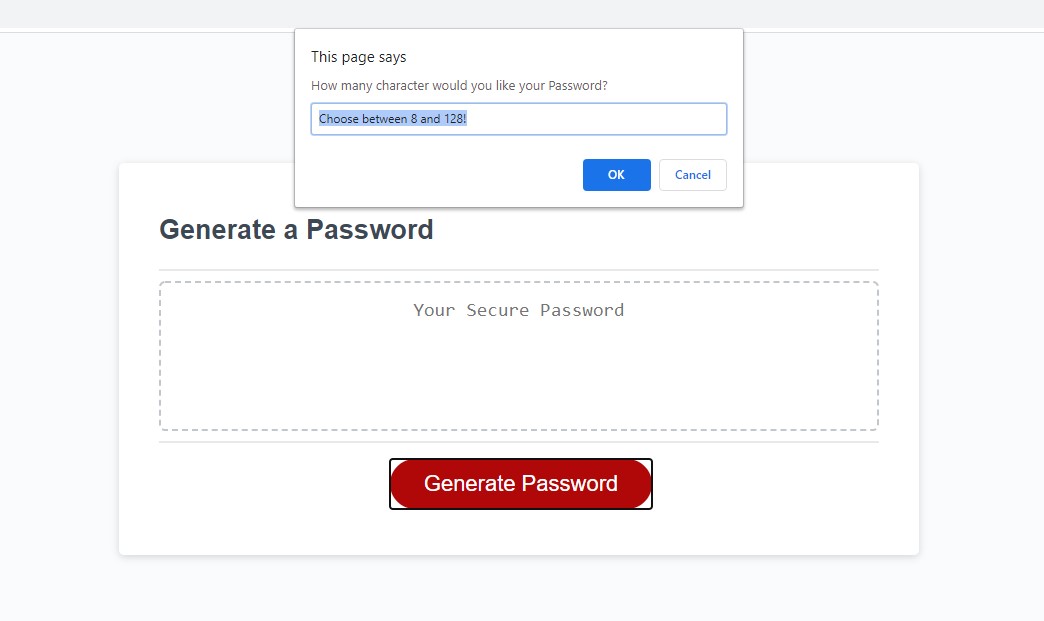 This page says
How many character would you like your Password?
Choose between 8 and 128!
OK
Cancel
Generate a Password
Your Secure Password
Generate Password